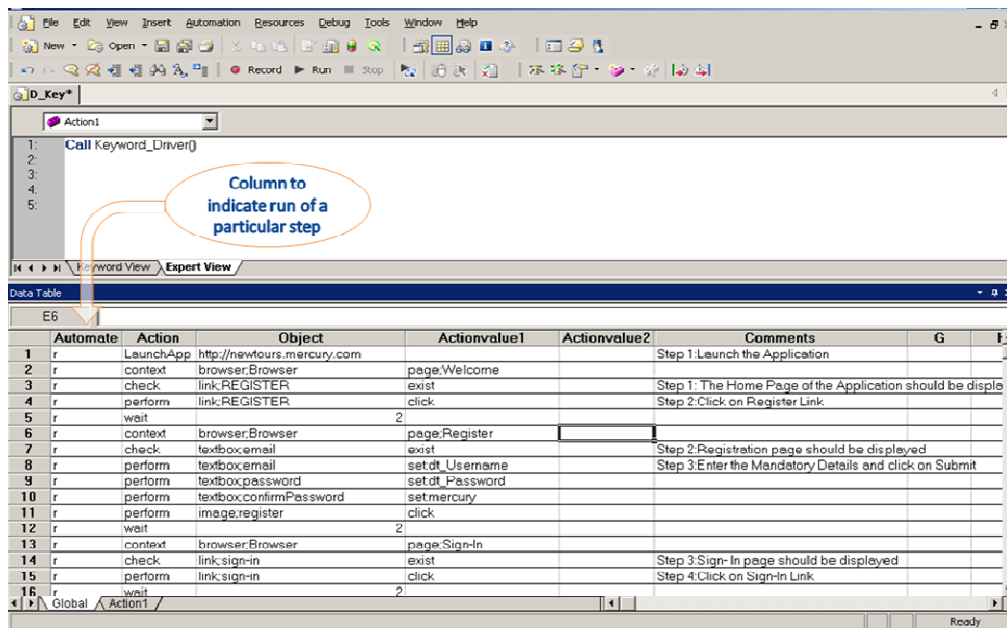 File Edit View Insert Automation Resources Debug Tools Window Help
New Open
Record Run Stop
D_Key*
Action1
1: Call Keyword_Driver()
2:
3:
4:
5:
Column to
indicate run of a
particular step
Keyword View Expert View
Data Table
E6
Automate Action Object Actionvalue1 Actionvalue2 Comments G
1 r LaunchApp http://newtours.mercury.com Step 1:Launch the Application
2 r context browser;Browser page;Welcome
3 r check link;REGISTER exist Step 1: The Home Page of the Application should be displa
4 r perform link;REGISTER click Step 2:Click on Register Link
5 r wait 2
6 r context browser;Browser page;Register
7 r check textbox;email exist Step 2:Registration page should be displayed
8 r perform textbox;email set:dt_Username Step 3:Enter the Mandatory Details and click on Submit
9 r perform textbox;password set:dt_Password
10 r perform textbox;confirmPassword set:mercury
11 r perform image;register click
12 r wait 2
13 r context browser;Browser page;Sign-In
14 r check link;sign-in exist Step 3:Sign-In page should be displayed
15 r perform link;sign-in click Step 4:Click on Sign-In Link
16 r wait 2
Global Action1
Ready